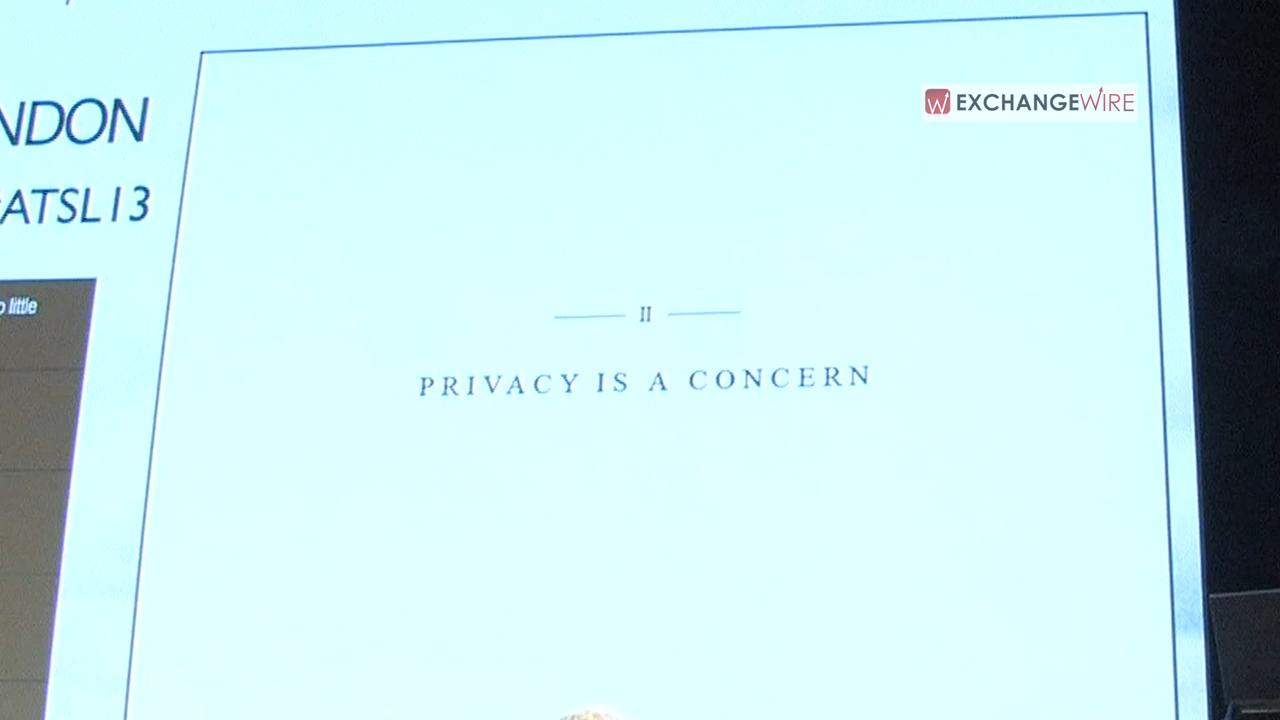 NDON
ATSL13
little
EXCHANGEWIRE
II
PRIVACY IS A CONCERN